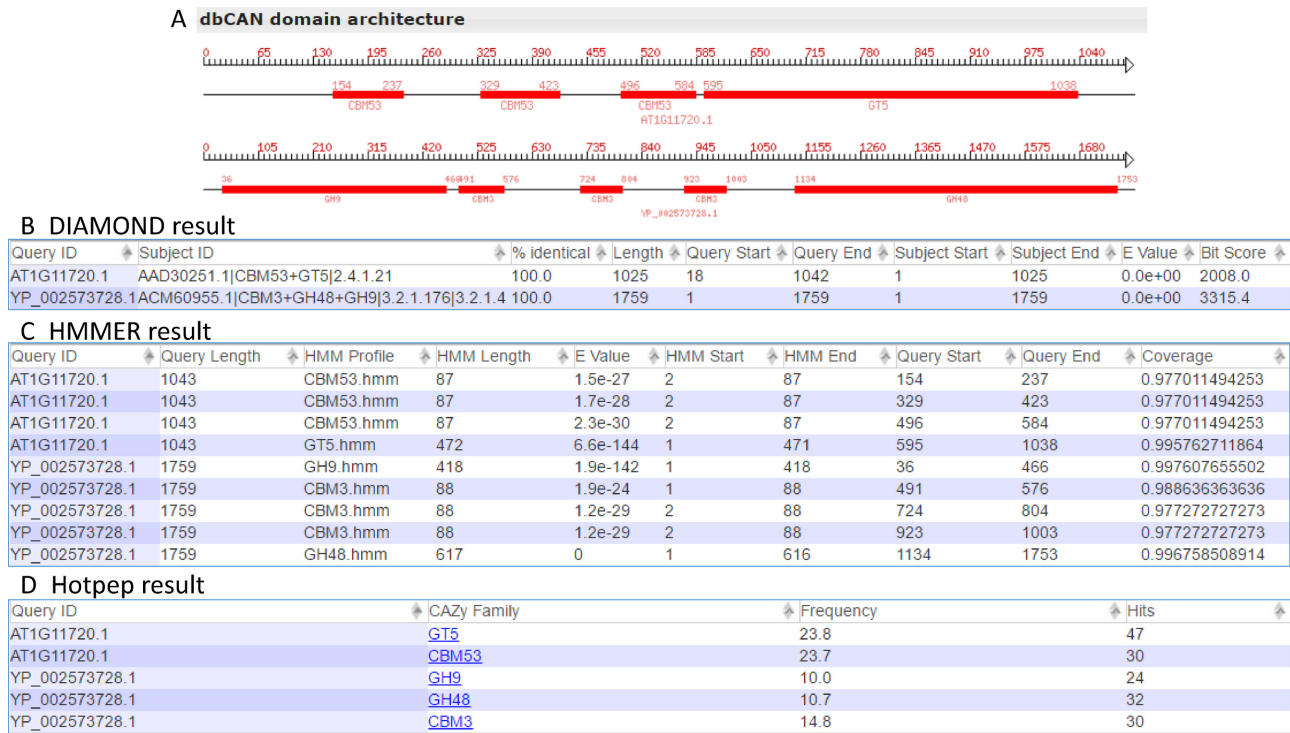 A dbCAN domain architecture
0 65 130 195 260 325 390 455 520 585 650 715 780 845 910 975 1040
154 237 329 423 496 584 595 1038
CBM53 CBM53 CBM53 GT5
AT1G11720.1
0 105 210 315 420 525 630 735 840 945 1050 1155 1260 1365 1470 1575 1680
36 466 491 576 724 804 923 1003 1134 1753
GH9 CBM3 CBM3 CBM3 GH48
YP_002573728.1
B DIAMOND result
Query ID Subject ID % identical Length Query Start Query End Subject Start Subject End E Value Bit Score
AT1G11720.1 AAD30251.1|CBM53+GT5|2.4.1.21 100.0 1025 18 1042 1 1025 0.0e+00 2008.0
YP_002573728.1 ACM60955.1|CBM3+GH48+GH9|3.2.1.176|3.2.1.4 100.0 1759 1 1759 1 1759 0.0e+00 3315.4
C HMMER result
Query ID Query Length HMM Profile HMM Length E Value HMM Start HMM End Query Start Query End Coverage
AT1G11720.1 1043 CBM53.hmm 87 1.5e-27 2 87 154 237 0.977011494253
AT1G11720.1 1043 CBM53.hmm 87 1.7e-28 2 87 329 423 0.977011494253
AT1G11720.1 1043 CBM53.hmm 87 2.3e-30 2 87 496 584 0.977011494253
AT1G11720.1 1043 GT5.hmm 472 6.6e-144 1 471 595 1038 0.995762711864
YP_002573728.1 1759 GH9.hmm 418 1.9e-142 1 418 36 466 0.997607655502
YP_002573728.1 1759 CBM3.hmm 88 1.9e-24 1 88 491 576 0.988636363636
YP_002573728.1 1759 CBM3.hmm 88 1.2e-29 2 88 724 804 0.977272727273
YP_002573728.1 1759 CBM3.hmm 88 1.2e-29 2 88 923 1003 0.977272727273
YP_002573728.1 1759 GH48.hmm 617 0 1 616 1134 1753 0.996758508914
D Hotpep result
Query ID CAZy Family Frequency Hits
AT1G11720.1 GT5 23.8 47
AT1G11720.1 CBM53 23.7 30
YP_002573728.1 GH9 10.0 24
YP_002573728.1 GH48 10.7 32
YP_002573728.1 CBM3 14.8 30